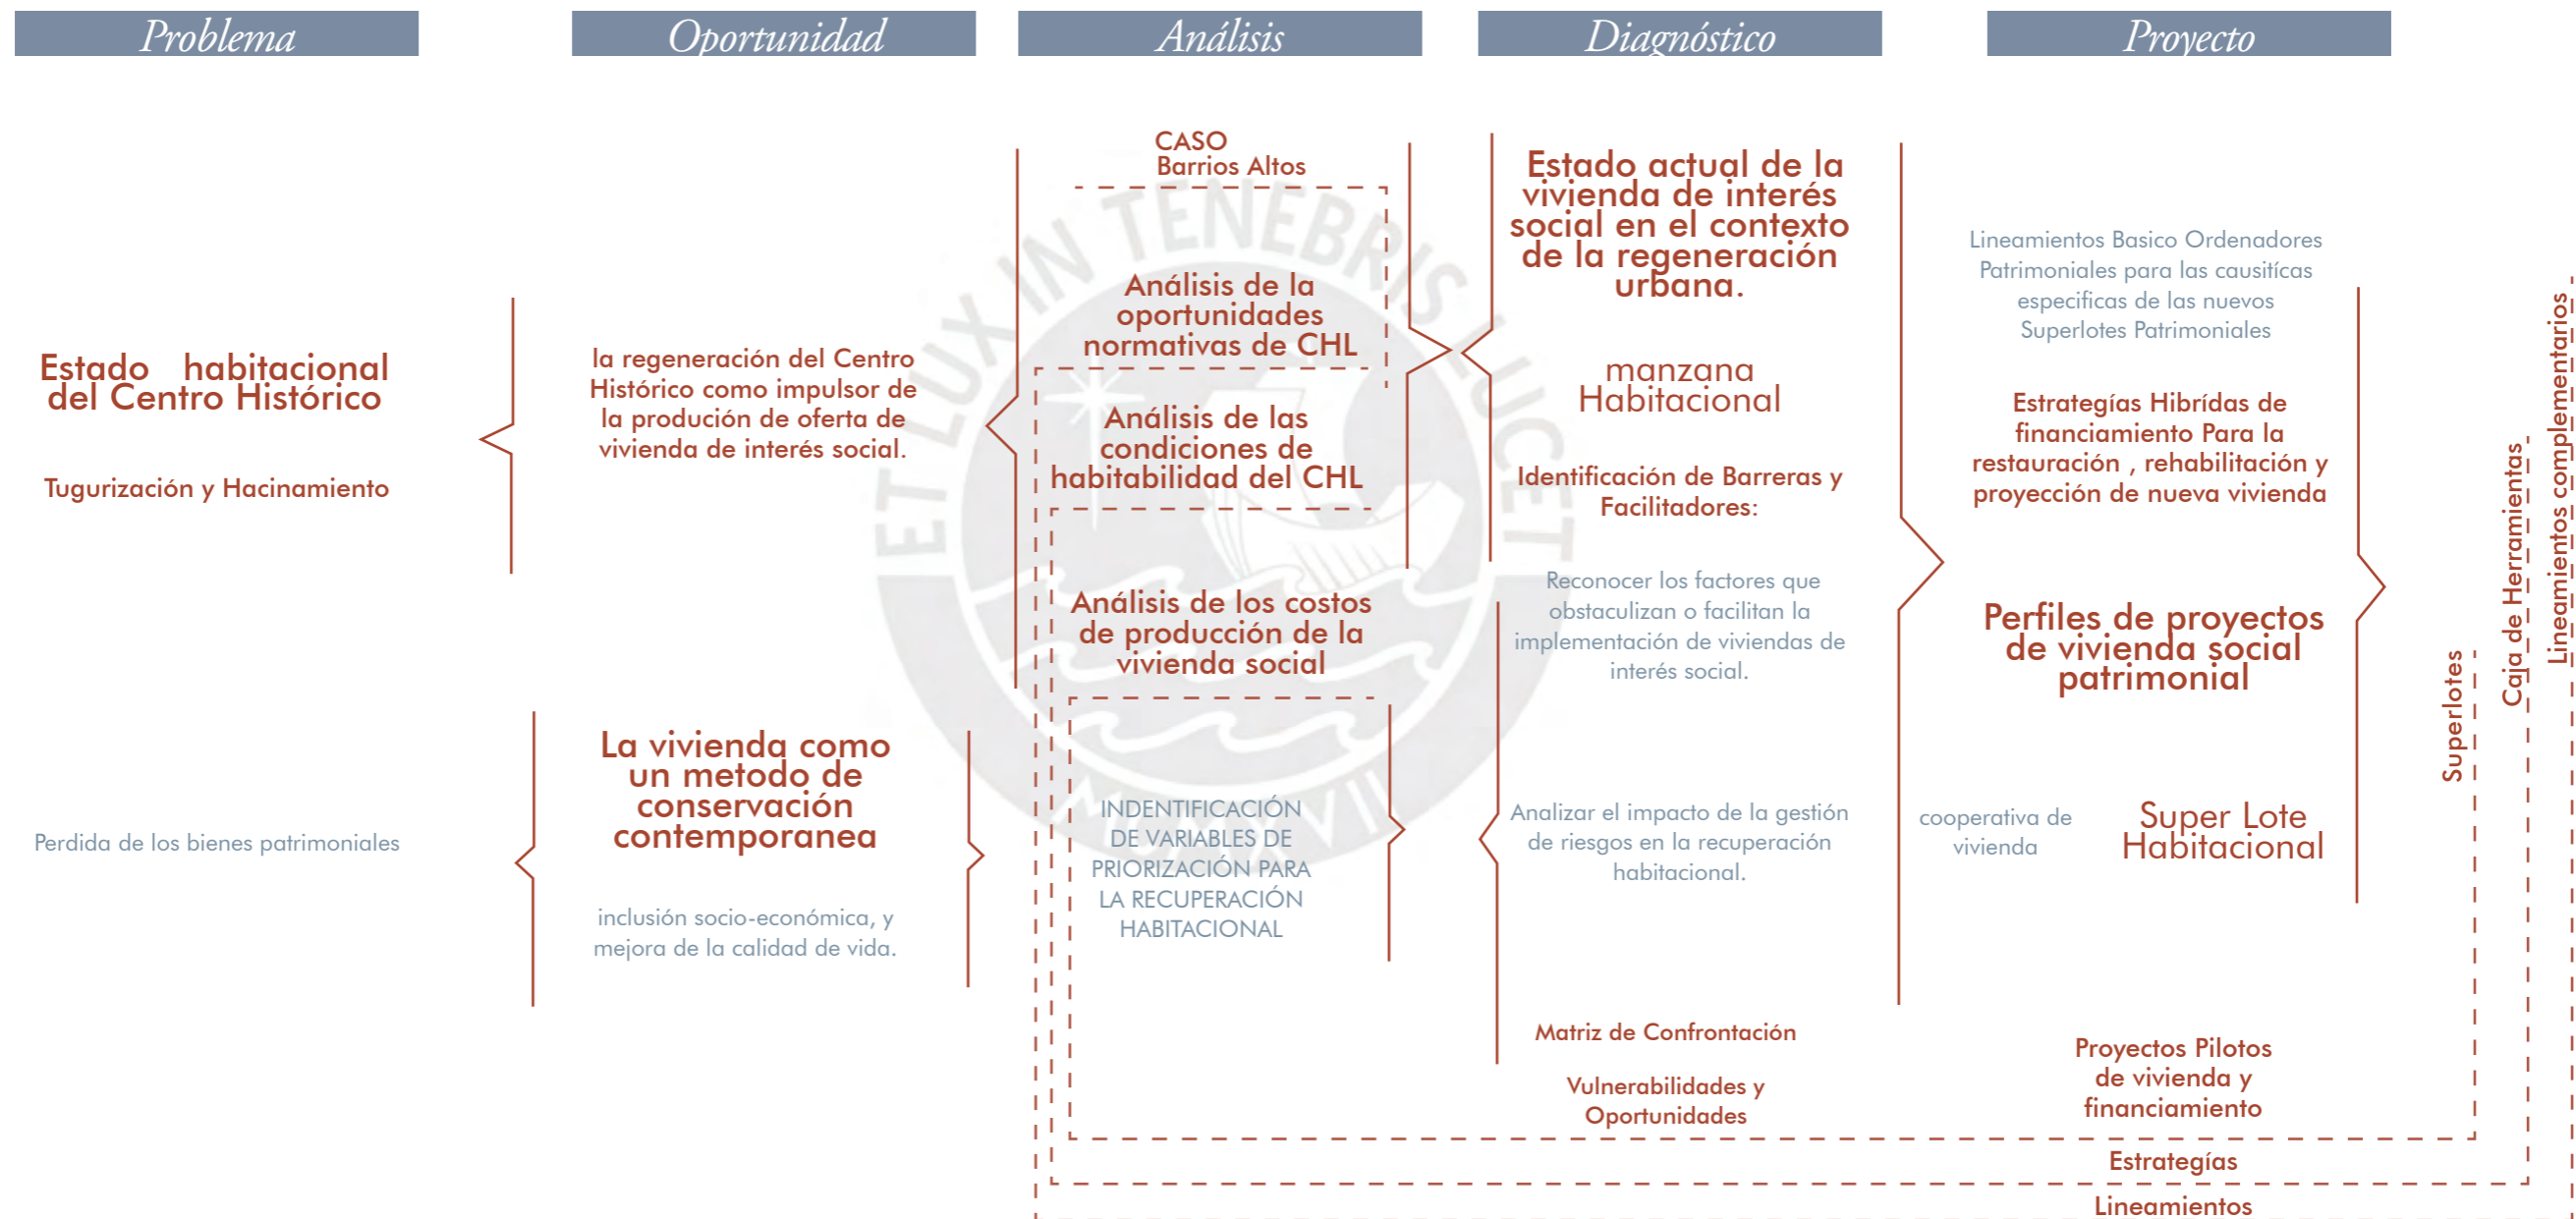 Problema
Oportunidad
Análisis
Diagnóstico
Proyecto
Estado habitacional
del Centro Histórico
Tugurización y Hacinamiento
Perdida de los bienes patrimoniales
la regeneración del Centro
Histórico como impulsor de
la produción de oferta de
vivienda de interés social.
La vivienda como
un metodo de
conservación
contemporanea
inclusión socio-económica, y
mejora de la calidad de vida.
CASO
Barrios Altos
Análisis de la
oportunidades
normativas de CHL
Análisis de las
condiciones de
habitabilidad del CHL
Análisis de los costos
de producción de la
vivienda social
INDENTIFICACIÓN
DE VARIABLES DE
PRIORIZACIÓN PARA
LA RECUPERACIÓN
HABITACIONAL
Estado actual de la
vivienda de interés
social en el contexto
de la regeneración
urbana.
manzana
Habitacional
Identificación de Barreras y
Facilitadores:
Reconocer los factores que
obstaculizan o facilitan la
implementación de viviendas de
interés social.
Analizar el impacto de la gestión
de riesgos en la recuperación
habitacional.
Matriz de Confrontación
Vulnerabilidades y
Oportunidades
Lineamientos Basico Ordenadores
Patrimoniales para las causitícas
especificas de las nuevos
Superlotes Patrimoniales
Estrategías Hibrídas de
financiamiento Para la
restauración , rehabilitación y
proyección de nueva vivienda
Perfiles de proyectos
de vivienda social
patrimonial
cooperativa de
vivienda
Super Lote
Habitacional
Proyectos Pilotos
de vivienda y
financiamiento
Estrategías
Lineamientos
Superlotes
Caja de Herramientas
Lineamientos complementarios
ET LUX IN TENEBRIS LUCET
MCMXVII